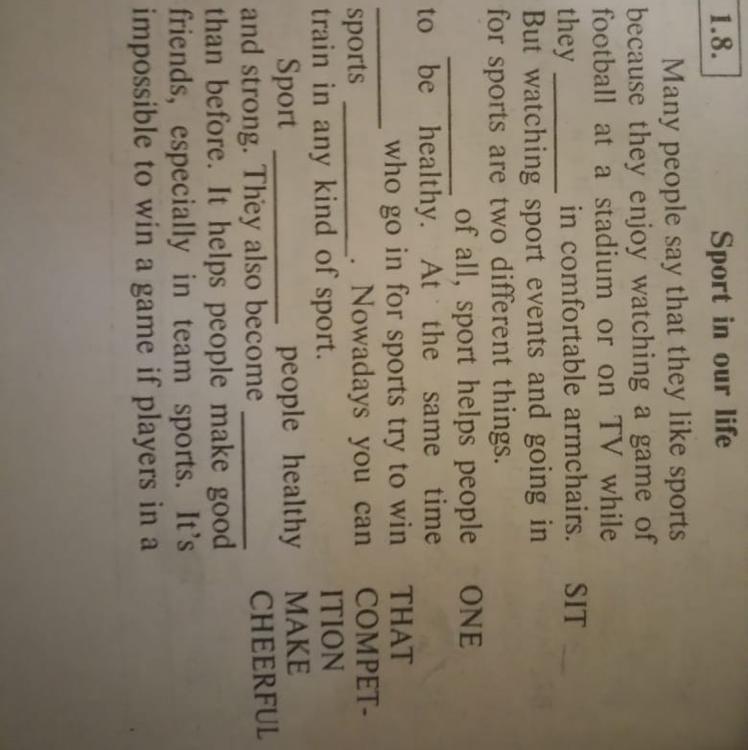 1.8.
Sport in our life
Many people say that they like sports
because they enjoy watching a game of
football at a stadium or on TV while
they ________ in comfortable armchairs. SIT
But watching sport events and going in
for sports are two different things.
________ of all, sport helps people ONE
to be healthy. At the same time
________ who go in for sports try to win THAT
sports ________. Nowadays you can COMPET-
train in any kind of sport. ITION
Sport ________ people healthy MAKE
and strong. They also become ________ CHEERFUL
than before. It helps people make good
friends, especially in team sports. It's
impossible to win a game if players in a